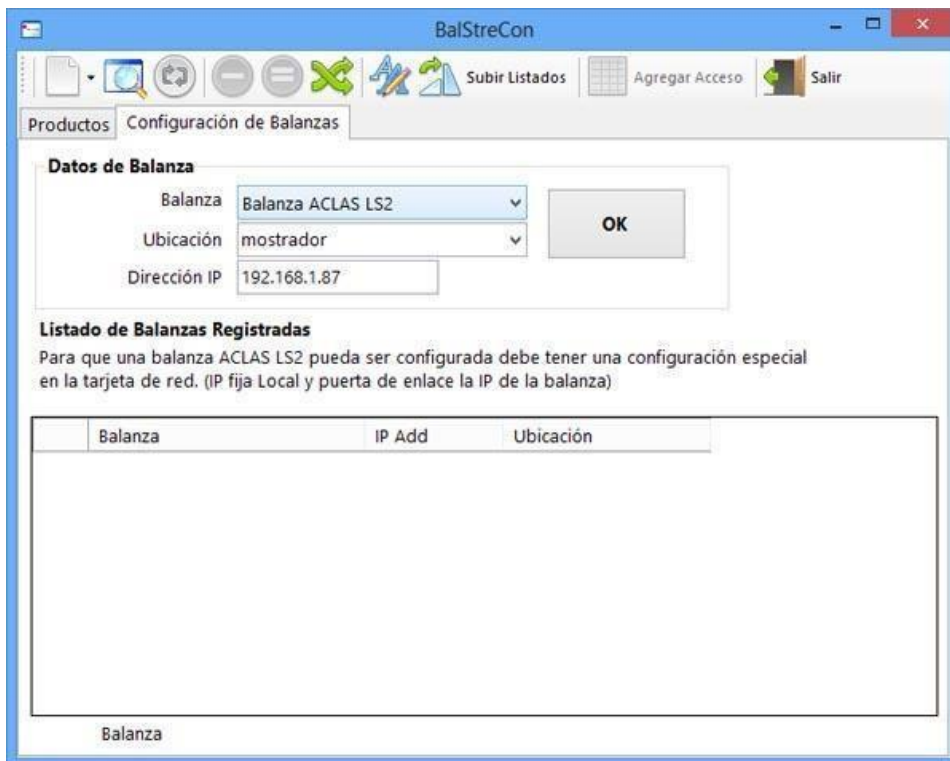 BalStreCon
Subir Listados Agregar Acceso Salir
Productos Configuración de Balanzas
Datos de Balanza
Balanza Balanza ACLAS LS2
OK
Ubicación mostrador
Dirección IP 192.168.1.87
Listado de Balanzas Registradas
Para que una balanza ACLAS LS2 pueda ser configurada debe tener una configuración especial
en la tarjeta de red. (IP fija Local y puerta de enlace la IP de la balanza)
Balanza IP Add Ubicación
Balanza